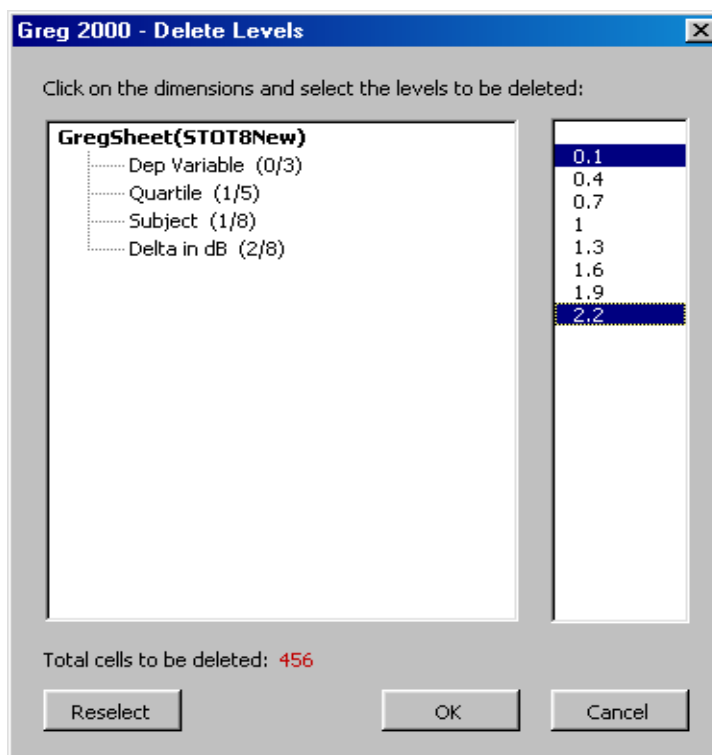 Greg 2000 - Delete Levels
Click on the dimensions and select the levels to be deleted:
GregSheet(STOT8New)
Dep Variable (0/3)
Quartile (1/5)
Subject (1/8)
Delta in dB (2/8)
0.1
0.4
0.7
1
1.3
1.6
1.9
2.2
Total cells to be deleted: 456
Reselect
OK
Cancel